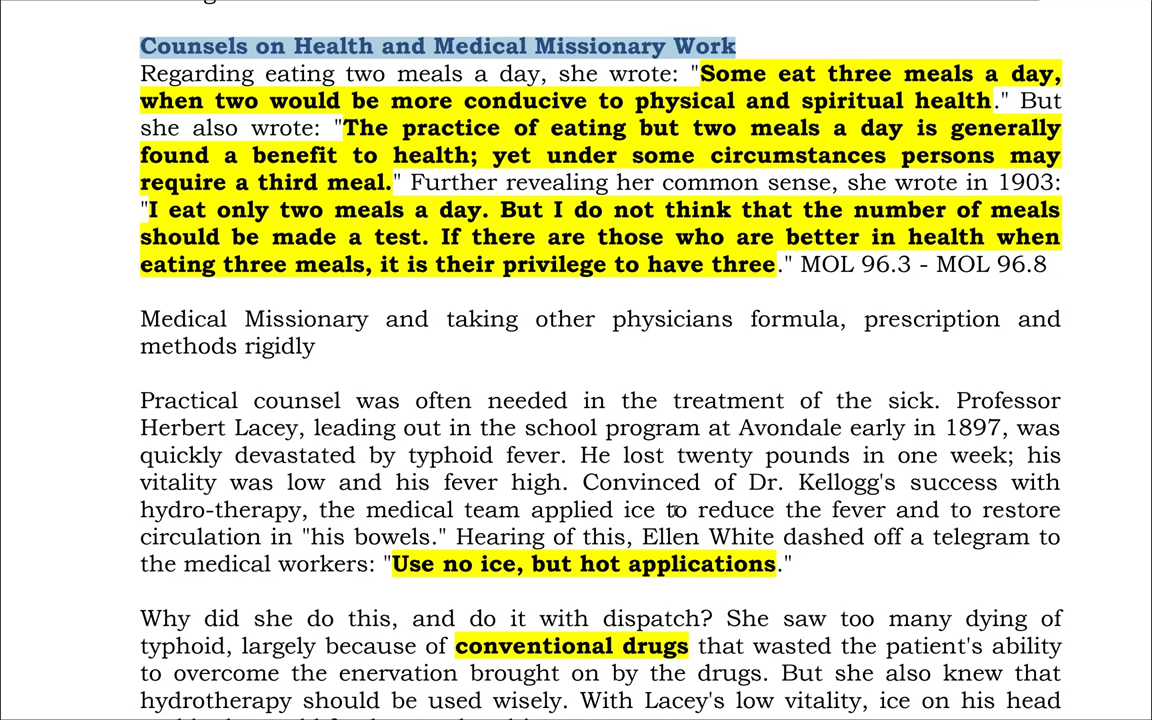 Counsels on Health and Medical Missionary Work
Regarding eating two meals a day, she wrote: "Some eat three meals a day,
when two would be more conducive to physical and spiritual health." But
she also wrote: "The practice of eating but two meals a day is generally
found a benefit to health; yet under some circumstances persons may
require a third meal." Further revealing her common sense, she wrote in 1903:
"I eat only two meals a day. But I do not think that the number of meals
should be made a test. If there are those who are better in health when
eating three meals, it is their privilege to have three." MOL 96.3 - MOL 96.8
Medical Missionary and taking other physicians formula, prescription and
methods rigidly
Practical counsel was often needed in the treatment of the sick. Professor
Herbert Lacey, leading out in the school program at Avondale early in 1897, was
quickly devastated by typhoid fever. He lost twenty pounds in one week; his
vitality was low and his fever high. Convinced of Dr. Kellogg's success with
hydro-therapy, the medical team applied ice to reduce the fever and to restore
circulation in "his bowels." Hearing of this, Ellen White dashed off a telegram to
the medical workers: "Use no ice, but hot applications."
Why did she do this, and do it with dispatch? She saw too many dying of
typhoid, largely because of conventional drugs that wasted the patient's ability
to overcome the enervation brought on by the drugs. But she also knew that
hydrotherapy should be used wisely. With Lacey's low vitality, ice on his head